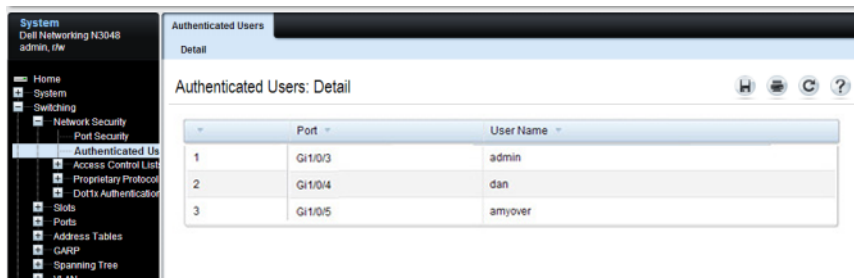 System
Dell Networking N3048
admin, r/w
Home
System
Switching
Network Security
Port Security
Authenticated Us
Access Control List
Proprietary Protocol
Dot1x Authentication
Slots
Ports
Address Tables
GARP
Spanning Tree
Authenticated Users
Detail
Authenticated Users: Detail
Port User Name
1 Gi1/0/3 admin
2 Gi1/0/4 dan
3 Gi1/0/5 amyover